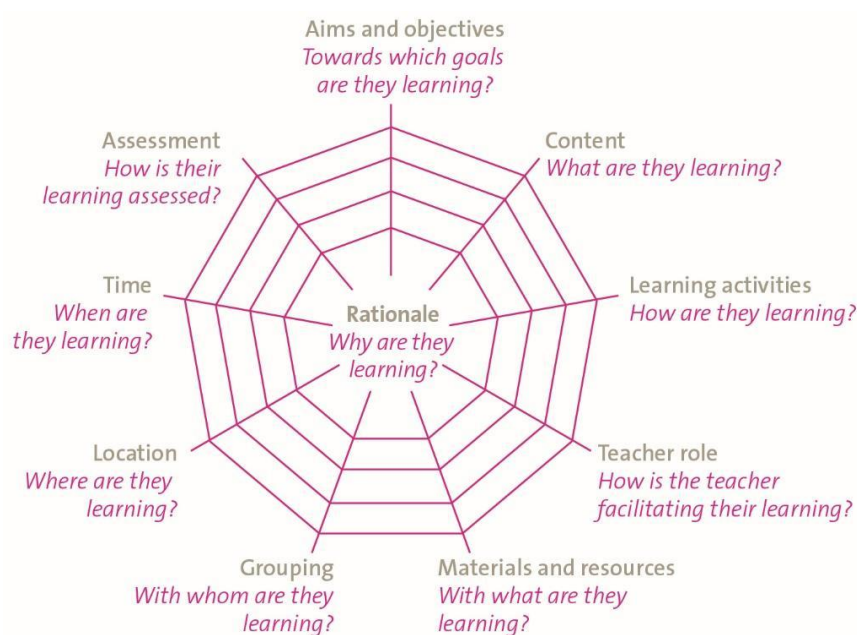 Aims and objectives
Towards which goals
are they learning?
Assessment
How is their
learning assessed?
Content
What are they learning?
Time
When are
they learning?
Rationale
Why are they
learning?
Learning activities
How are they learning?
Location
Where are they
learning?
Teacher role
How is the teacher
facilitating their learning?
Grouping
With whom are they
learning?
Materials and resources
With what are they
learning?